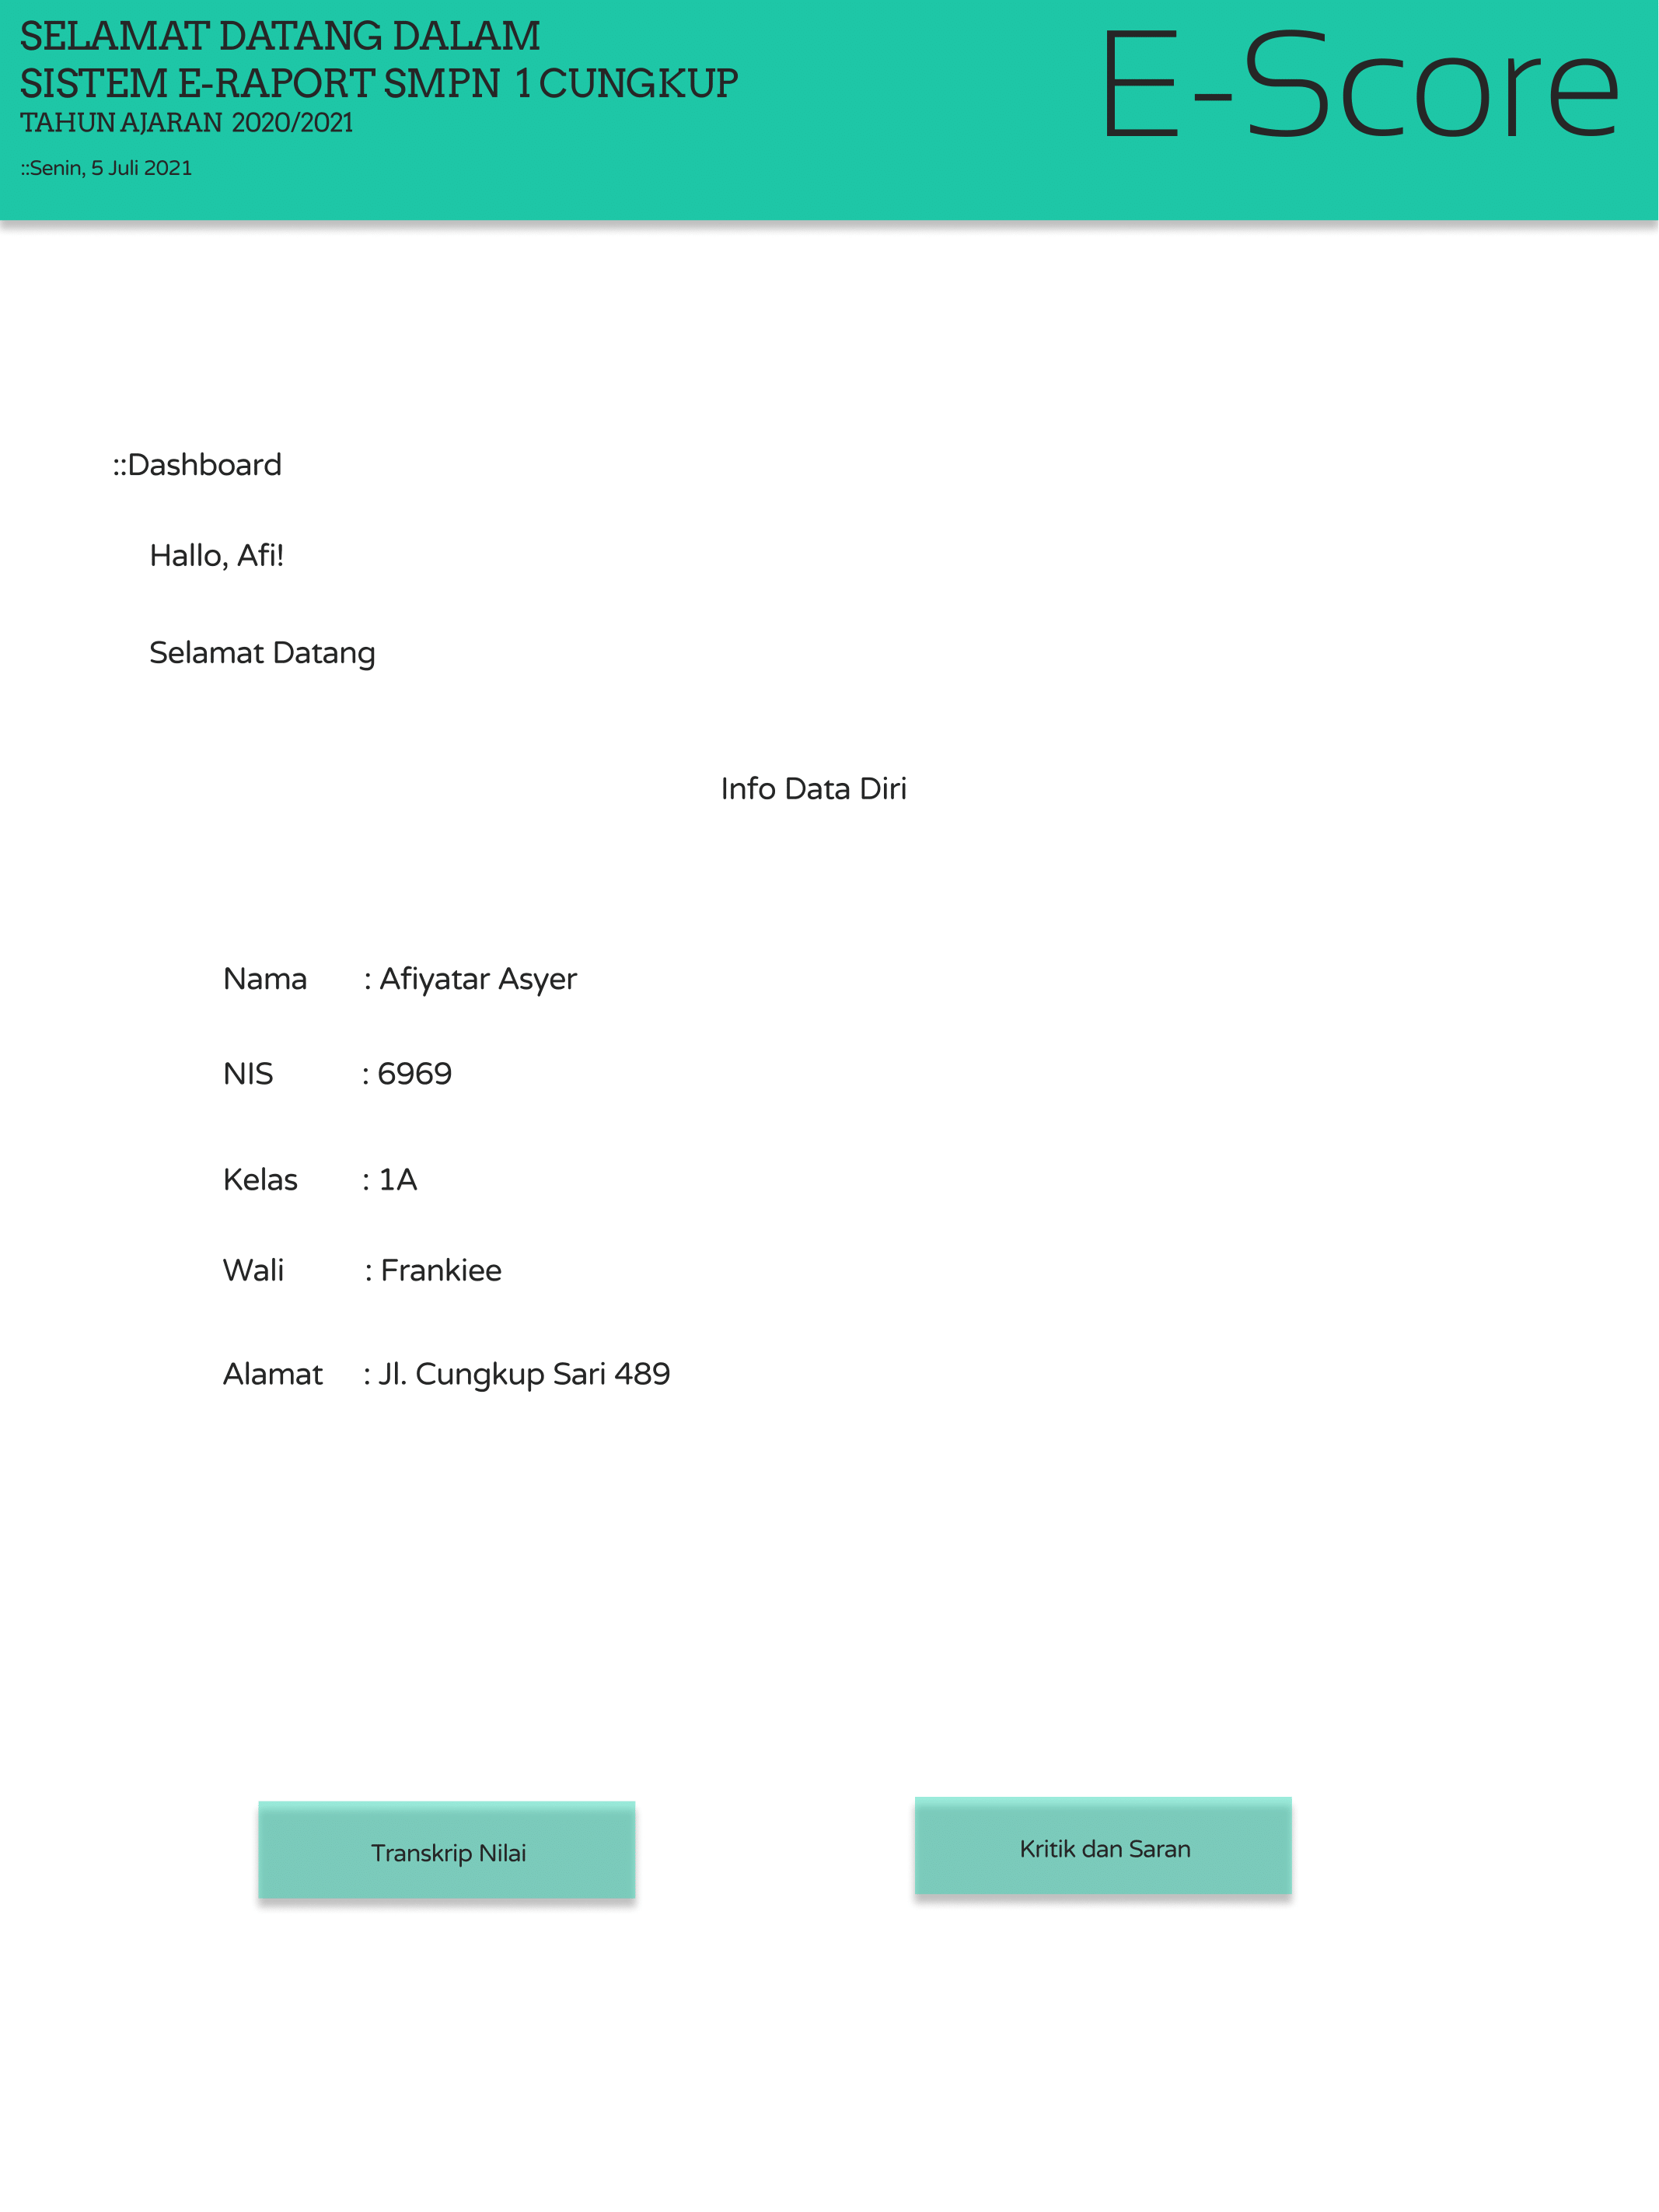 SELAMAT DATANG DALAM
SISTEM E-RAPORT SMPN 1 CUNGKUP
TAHUN AJARAN 2020/2021
::Senin, 5 Juli 2021
E-Score
::Dashboard
Hallo, Afi!
Selamat Datang
Info Data Diri
Nama : Afiyatar Asyer
NIS : 6969
Kelas : 1A
Wali : Frankiee
Alamat : Jl. Cungkup Sari 489
Transkrip Nilai
Kritik dan Saran